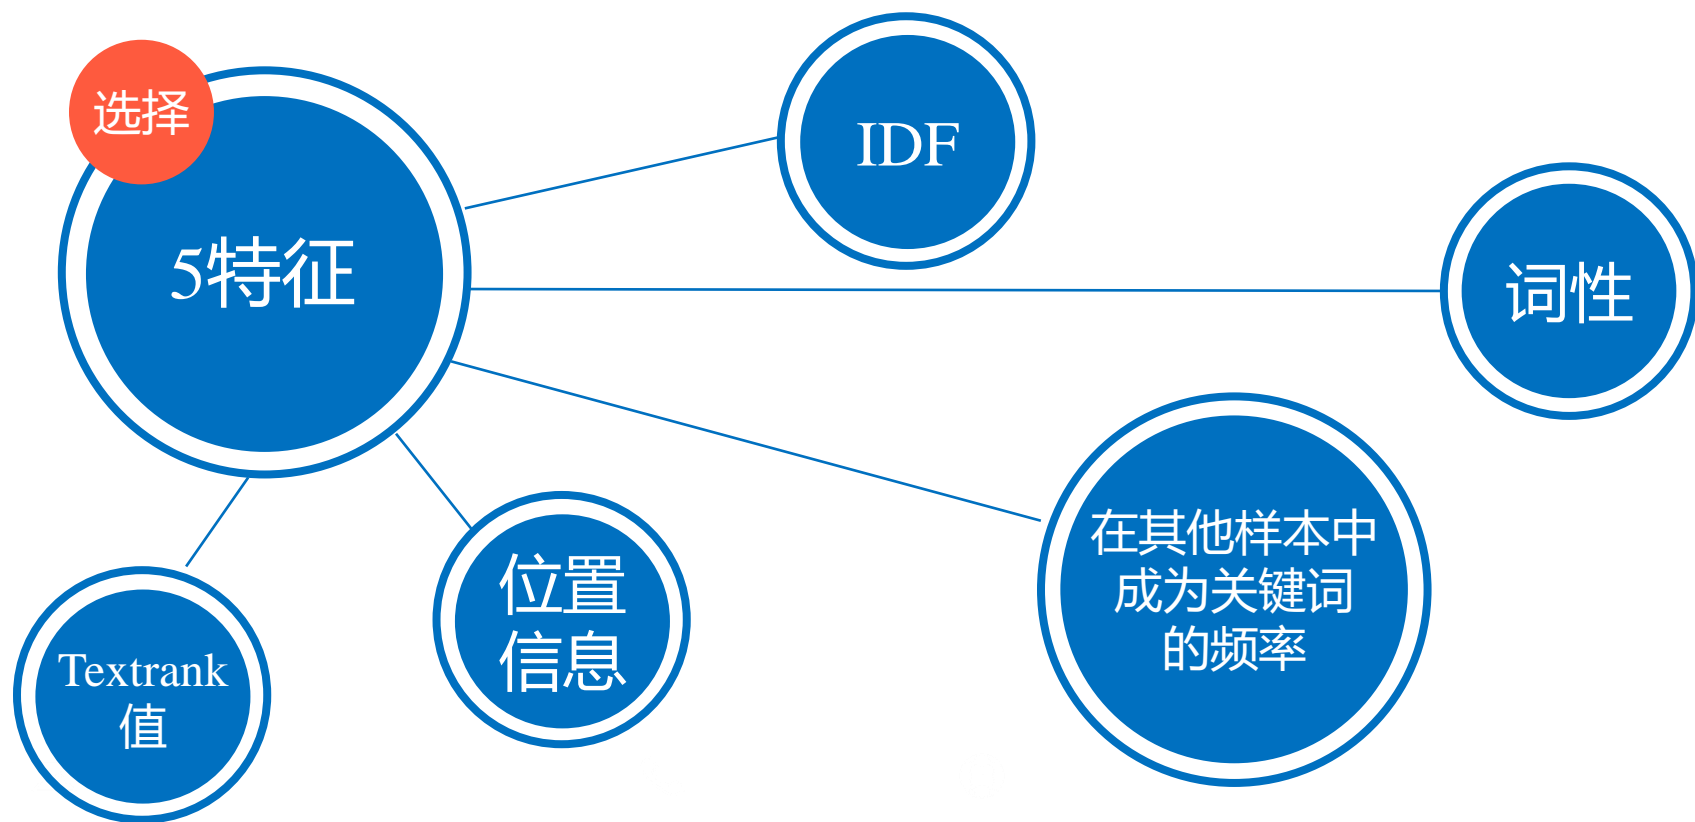 选择
5特征
IDF
词性
在其他样本中
成为关键词
的频率
位置
信息
Textrank
值